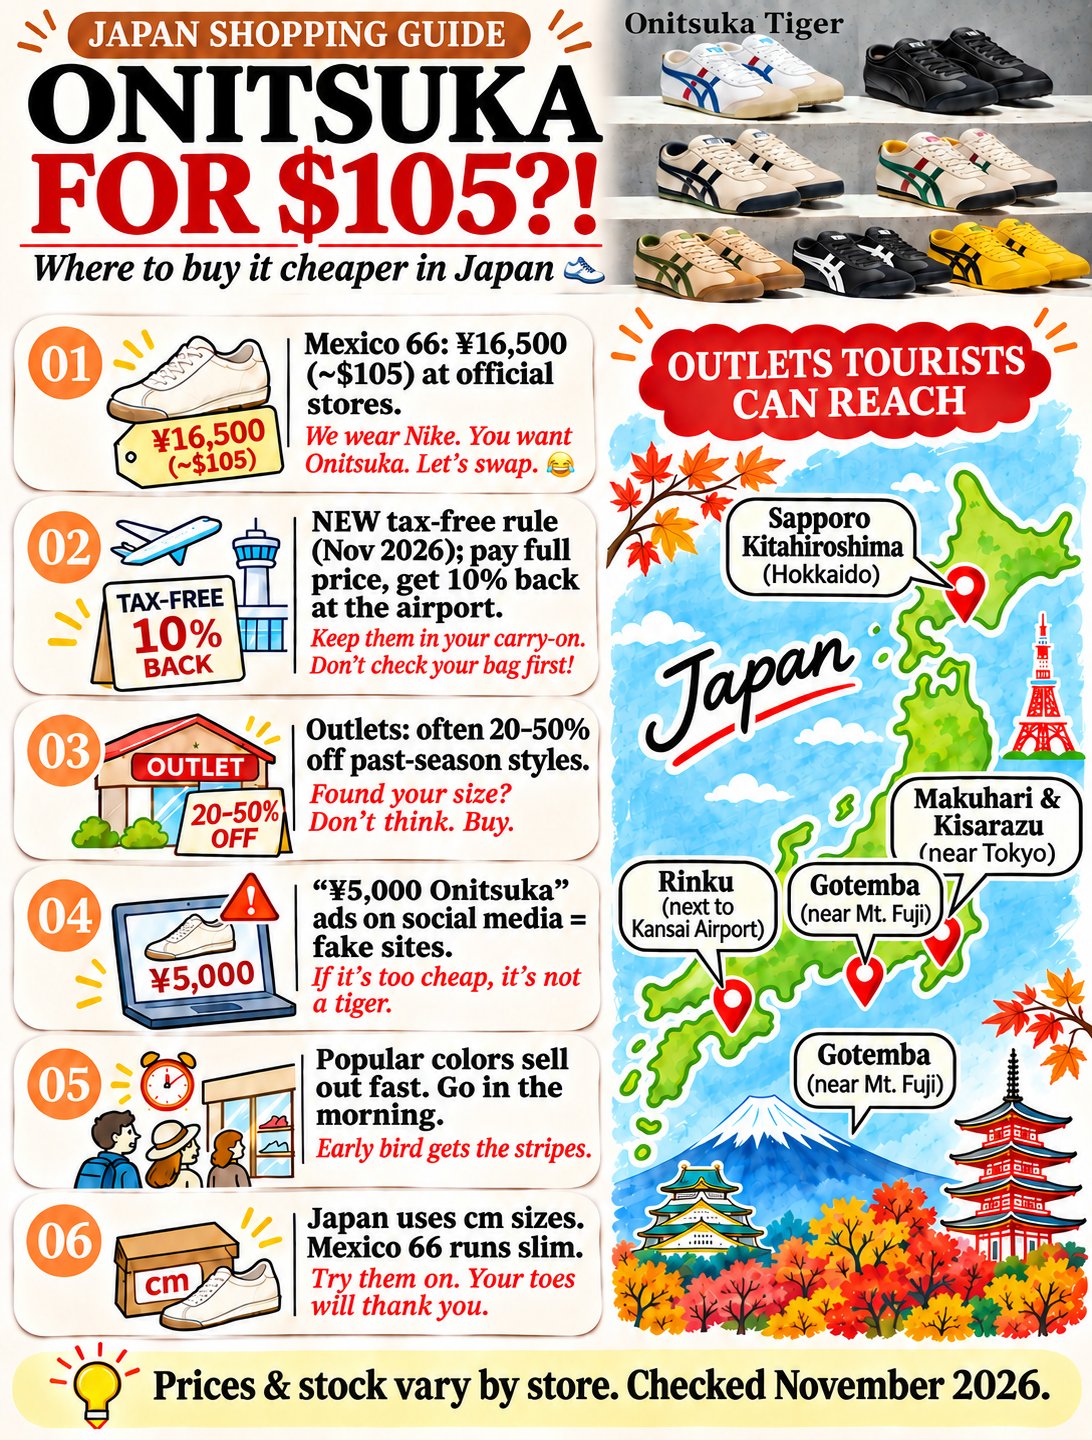 JAPAN SHOPPING GUIDE
ONITSUKA
FOR $105?!
Where to buy it cheaper in Japan
Onitsuka Tiger
01
¥16,500
(~$105)
Mexico 66: ¥16,500
(~$105) at official
stores.
We wear Nike. You want
Onitsuka. Let's swap. 😂
02
TAX-FREE
10%
BACK
NEW tax-free rule
(Nov 2026); pay full
price, get 10% back
at the airport.
Keep them in your carry-on.
Don't check your bag first!
03
OUTLET
20-50%
OFF
Outlets: often 20–50%
off past-season styles.
Found your size?
Don't think. Buy.
04
¥5,000
“¥5,000 Onitsuka”
ads on social media =
fake sites.
If it's too cheap, it's not
a tiger.
05
Popular colors sell
out fast. Go in the
morning.
Early bird gets the stripes.
06
cm
Japan uses cm sizes.
Mexico 66 runs slim.
Try them on. Your toes
will thank you.
OUTLETS TOURISTS
CAN REACH
Sapporo
Kitahiroshima
(Hokkaido)
Japan
Makuhari &
Kisarazu
(near Tokyo)
Rinku
(next to
Kansai Airport)
Gotemba
(near Mt. Fuji)
Gotemba
(near Mt. Fuji)
Prices & stock vary by store. Checked November 2026.